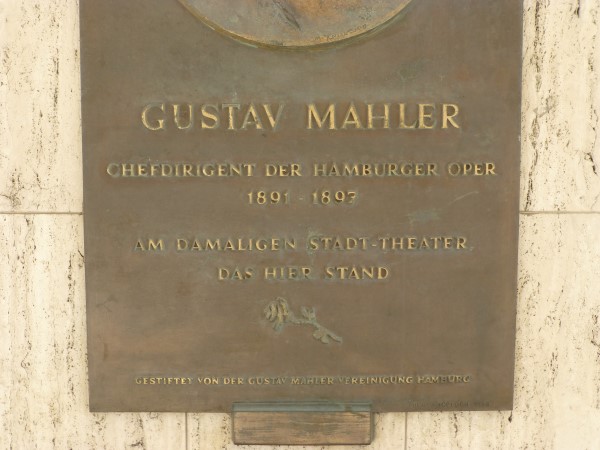 GUSTAV MAHLER
CHEFDIRIGENT DER HAMBURGER OPER
1891 - 1897
AM DAMALIGEN STADT-THEATER,
DAS HIER STAND
GESTIFTET VON DER GUSTAV MAHLER VEREINIGUNG HAMBURG